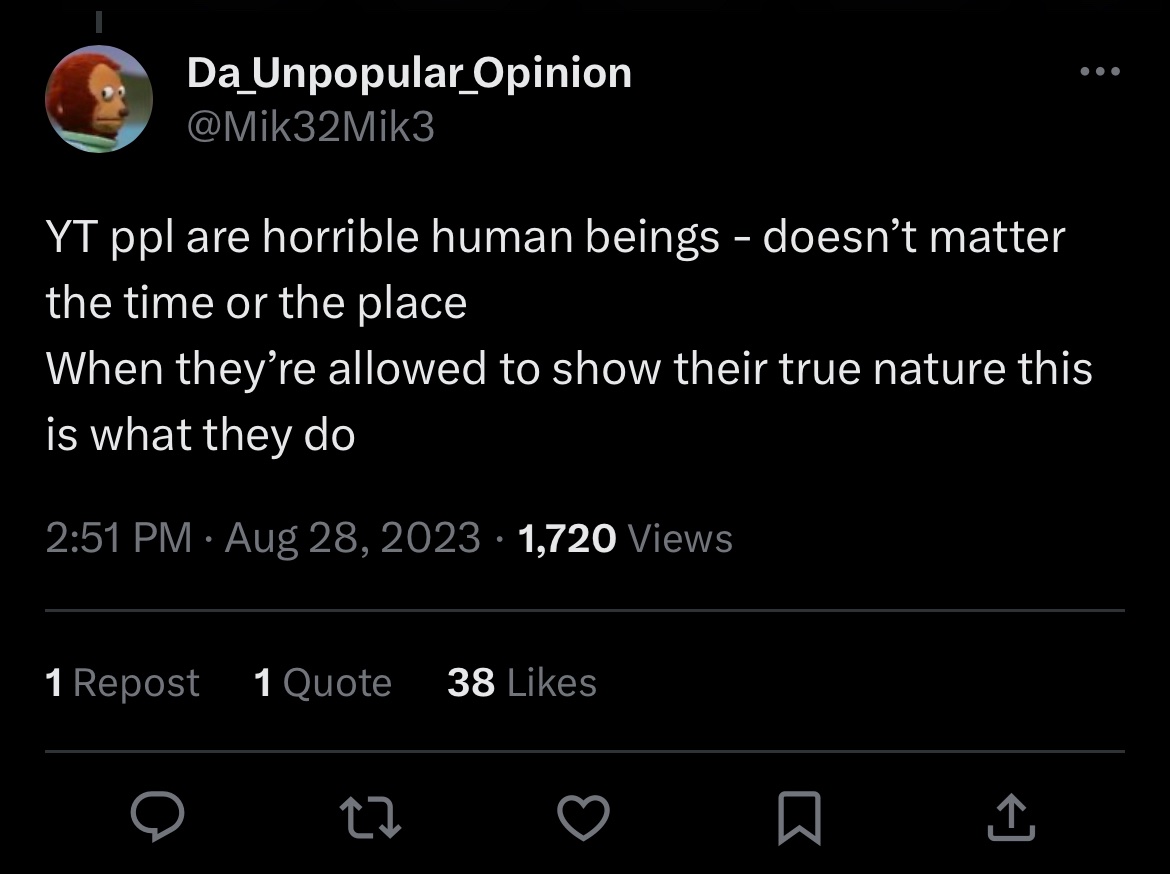 Da_Unpopular_Opinion
@Mik32Mik3
YT ppl are horrible human beings - doesn’t matter
the time or the place
When they’re allowed to show their true nature this
is what they do
2:51 PM · Aug 28, 2023 · 1,720 Views
1 Repost 1 Quote 38 Likes